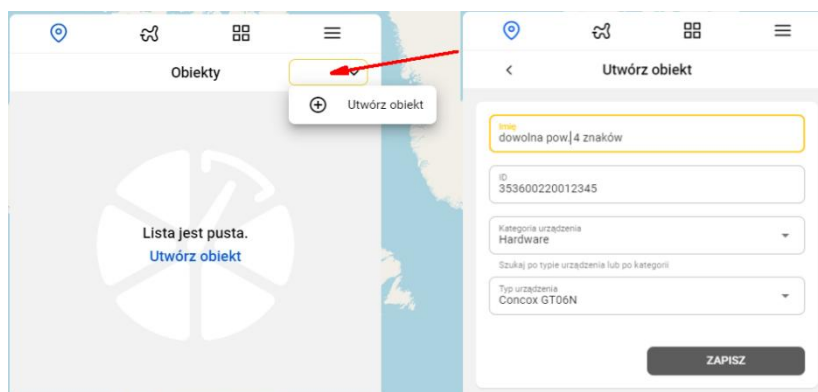 Obiekty
Utwórz obiekt
Lista jest pusta.
Utwórz obiekt
Utwórz obiekt
Imię
dowolna pow. 4 znaków
ID
353600220012345
Kategoria urządzenia
Hardware
Szukaj po typie urządzenia lub po kategorii
Typ urządzenia
Concox GT06N
ZAPISZ